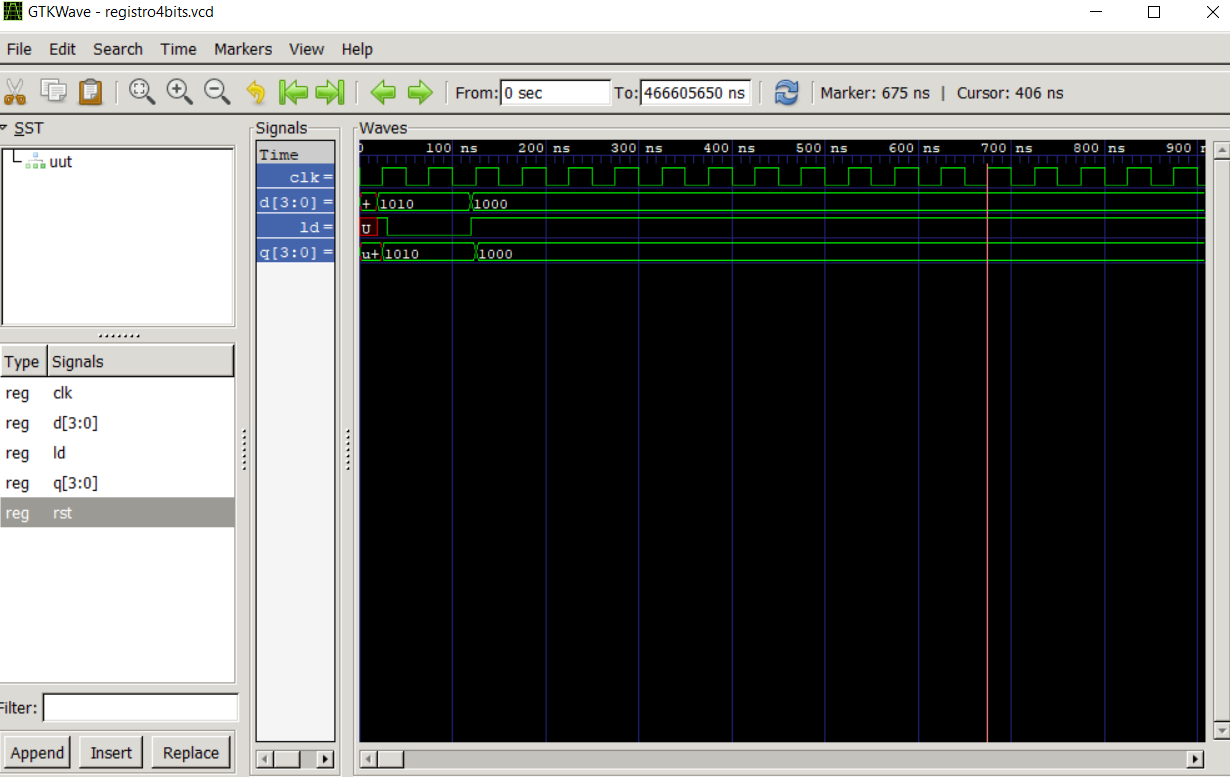 GTKWave - registro4bits.vcd
File Edit Search Time Markers View Help
From: 0 sec To: 466605650 ns Marker: 675 ns | Cursor: 406 ns
SST
uut
Type Signals
reg clk
reg d[3:0]
reg ld
reg q[3:0]
reg rst
Filter:
Append Insert Replace
Signals
Time
clk=
d[3:0]=
ld=
q[3:0]=
Waves
0 100 ns 200 ns 300 ns 400 ns 500 ns 600 ns 700 ns 800 ns 900
+ 1010 1000
U
u+ 1010 1000